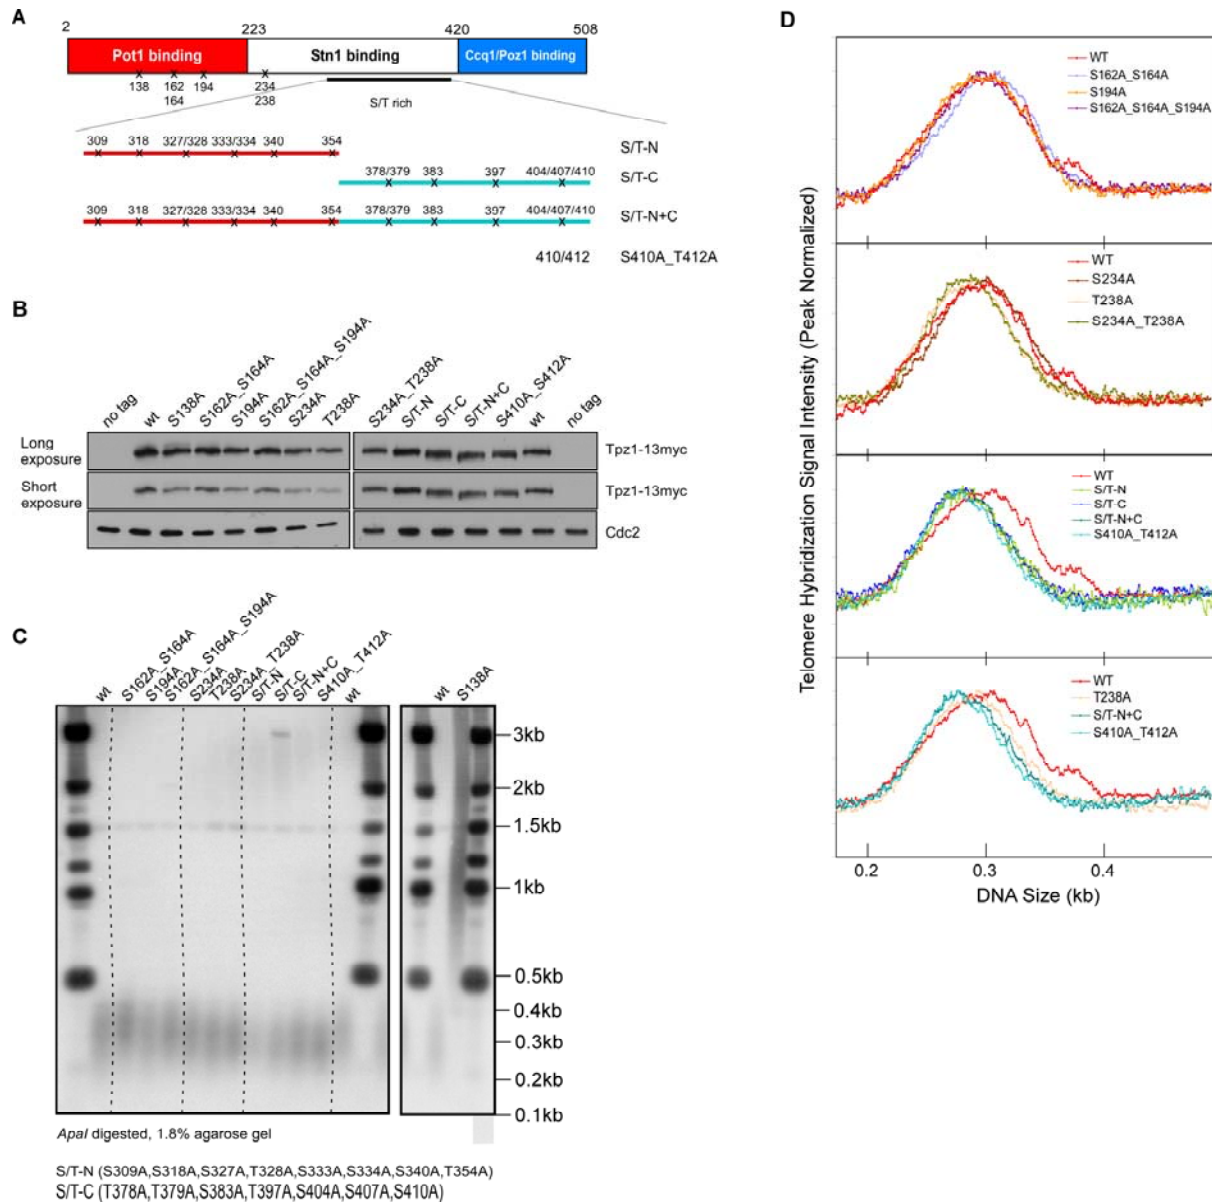 A
2 223 420 508
Pot1 binding Stn1 binding Ccq1/Poz1 binding
138 162 194 234
164 238
S/T rich
309 318 327/328 333/334 340 354 S/T-N
378/379 383 397 404/407/410 S/T-C
309 318 327/328 333/334 340 354 378/379 383 397 404/407/410 S/T-N+C
410/412 S410A_T412A
B
no tag wt S138A S162A_S164A S194A S162A_S164A_S194A S234A T238A S234A_T238A S/T-N S/T-C S/T-N+C S410A_S412A wt no tag
Long exposure Tpz1-13myc
Short exposure Tpz1-13myc
Cdc2
C
wt S162A_S164A S194A S162A_S164A_S194A S234A T238A S234A_T238A S/T-N S/T-C S/T-N+C S410A_T412A wt wt S138A
3kb
2kb
1.5kb
1kb
0.5kb
0.4kb
0.3kb
0.2kb
0.1kb
ApaI digested, 1.8% agarose gel
S/T-N (S309A,S318A,S327A,T328A,S333A,S334A,S340A,T354A)
S/T-C (T378A,T379A,S383A,T397A,S404A,S407A,S410A)
D
Telomere Hybridization Signal Intensity (Peak Normalized)
WT
S162A_S164A
S194A
S162A_S164A_S194A
WT
S234A
T238A
S234A_T238A
WT
S/T-N
S/T-C
S/T-N+C
S410A_T412A
WT
T238A
S/T-N+C
S410A_T412A
0.2 0.3 0.4
DNA Size (kb)